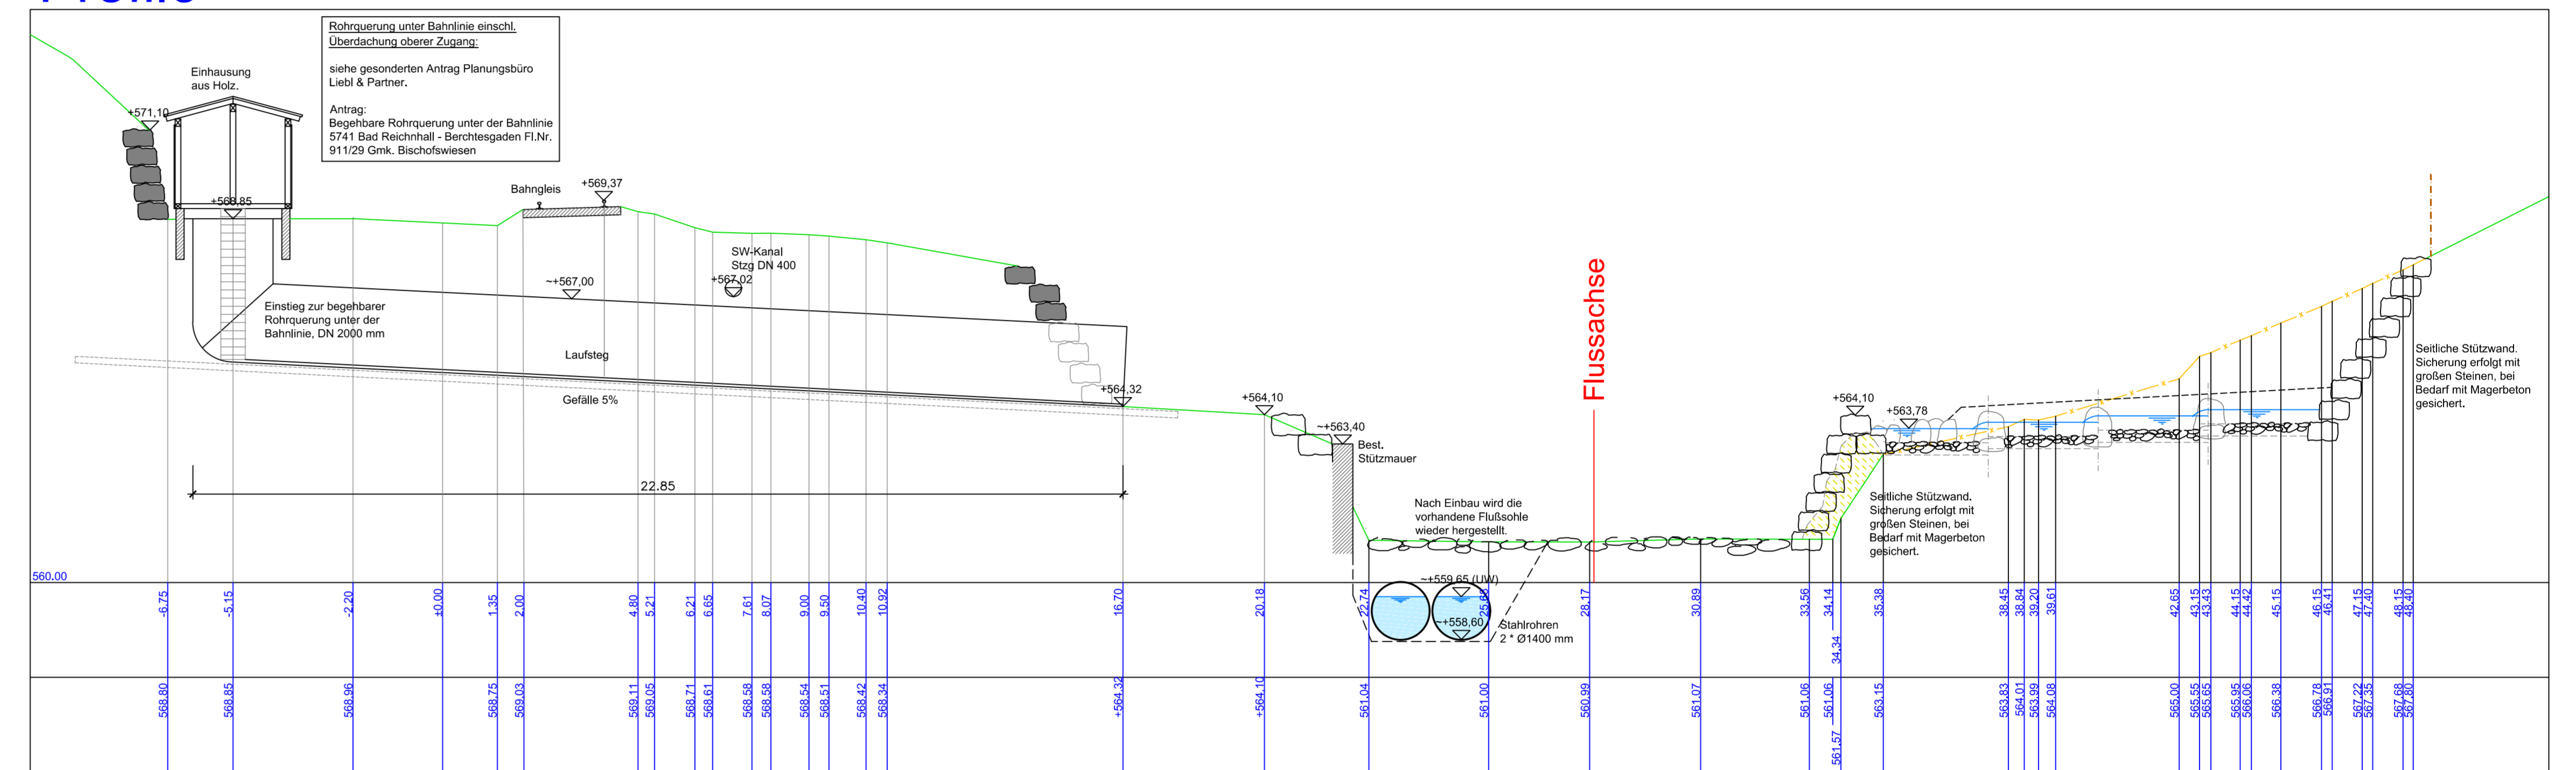 Rohrquerung unter Bahnlinie einschl.
Überdachung oberer Zugang:
siehe gesonderten Antrag Planungsbüro
Liebl & Partner.
Antrag:
Begehbare Rohrquerung unter der Bahnlinie
5741 Bad Reichnhall - Berchtesgaden Fl.Nr.
911/29 Gmk. Bischofswiesen
Einhausung
aus Holz.
+571,10
+568,85
Bahngleis
+569,37
SW-Kanal
Stzg DN 400
+567,02
~+567,00
Einstieg zur begehbarer
Rohrquerung unter der
Bahnlinie, DN 2000 mm
Laufsteg
Gefälle 5%
+564,32
+564,10
~+563,40
Best.
Stützmauer
22.85
Flussachse
Nach Einbau wird die
vorhandene Flußsohle
wieder hergestellt.
~+559,65 (UW)
~+558,60
Stahlrohren
2 * Ø1400 mm
+564,10
+563,78
Seitliche Stützwand.
Sicherung erfolgt mit
großen Steinen, bei
Bedarf mit Magerbeton
gesichert.
Seitliche Stützwand.
Sicherung erfolgt mit
großen Steinen, bei
Bedarf mit Magerbeton
gesichert.
560.00
-6.75
-5.15
-2.20
±0.00
1.35
2.00
4.80
5.21
6.21
6.65
7.61
8.07
9.00
9.50
10.40
10.92
16.70
20.18
22.74
25.68
28.17
30.89
33.56
34.14
34.34
35.38
38.45
38.84
39.20
39.61
42.65
43.15
43.43
44.15
44.42
45.15
46.15
46.41
47.15
47.40
48.15
48.40
568.80
568.85
568.96
568.75
569.03
569.11
569.05
568.71
568.61
568.58
568.58
568.54
568.51
568.42
568.34
+564.32
+564.10
561.04
561.00
560.99
561.07
561.06
561.06
561.57
563.15
563.83
564.01
563.99
564.08
565.00
565.55
565.65
565.95
566.06
566.38
566.78
566.91
567.22
567.35
567.68
567.80